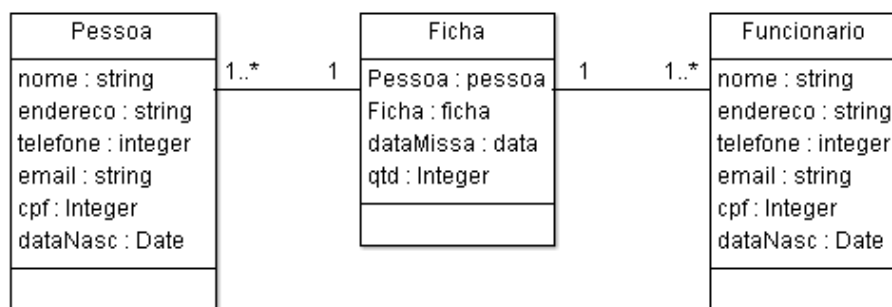 Pessoa
nome : string
endereco : string
telefone : integer
email : string
cpf : Integer
dataNasc : Date
1..*
1
Ficha
Pessoa : pessoa
Ficha : ficha
dataMissa : data
qtd : Integer
1
1..*
Funcionario
nome : string
endereco : string
telefone : integer
email : string
cpf : Integer
dataNasc : Date